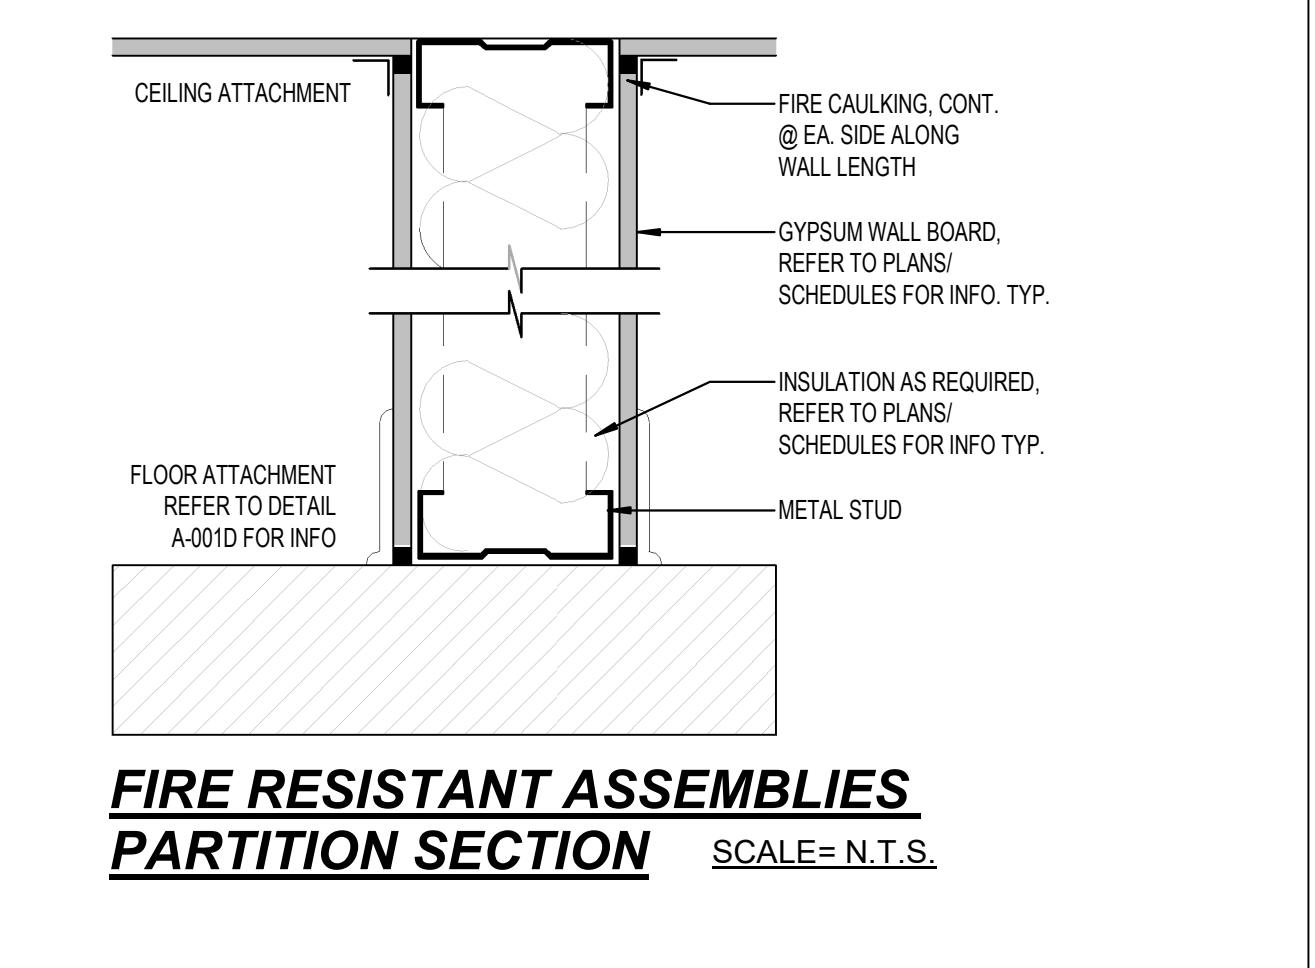 CEILING ATTACHMENT
FIRE CAULKING, CONT.
@ EA. SIDE ALONG
WALL LENGTH
GYPSUM WALL BOARD,
REFER TO PLANS/
SCHEDULES FOR INFO. TYP.
INSULATION AS REQUIRED,
REFER TO PLANS/
SCHEDULES FOR INFO TYP.
FLOOR ATTACHMENT
REFER TO DETAIL
A-001D FOR INFO
METAL STUD
FIRE RESISTANT ASSEMBLIES
PARTITION SECTION SCALE= N.T.S.